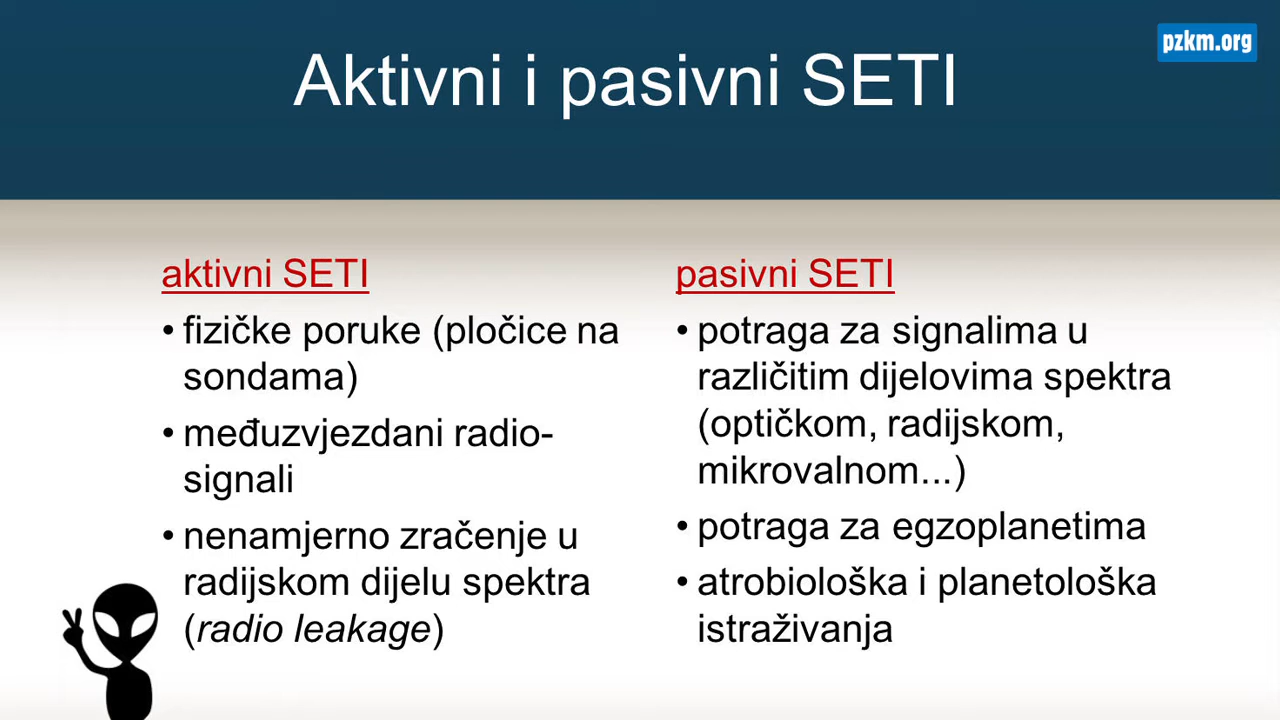 pzkm.org
Aktivni i pasivni SETI
aktivni SETI
• fizičke poruke (pločice na
sondama)
• međuzvjezdani radio-
signali
• nenamjerno zračenje u
radijskom dijelu spektra
(radio leakage)
pasivni SETI
• potraga za signalima u
različitim dijelovima spektra
(optičkom, radijskom,
mikrovalnom...)
• potraga za egzoplanetima
• atrobiološka i planetološka
istraživanja